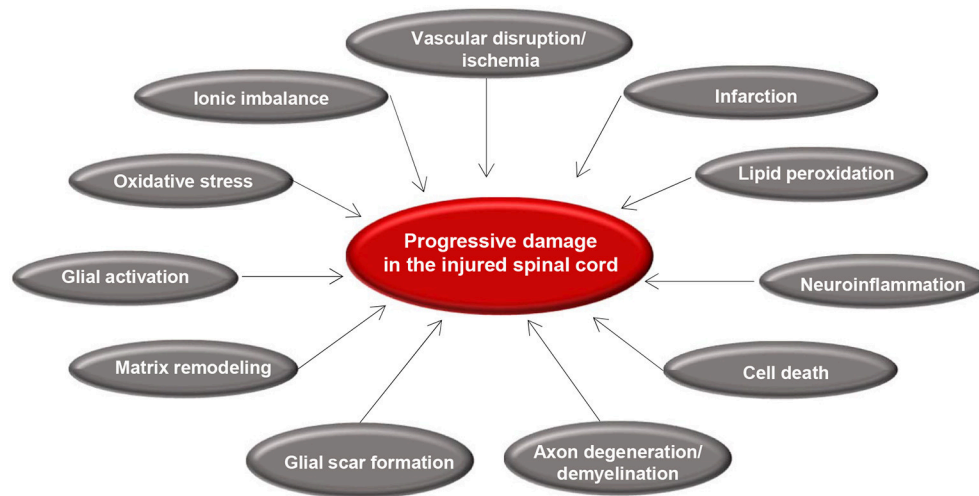 Vascular disruption/
ischemia
Ionic imbalance
Infarction
Oxidative stress
Lipid peroxidation
Progressive damage
in the injured spinal cord
Glial activation
Neuroinflammation
Matrix remodeling
Cell death
Glial scar formation
Axon degeneration/
demyelination